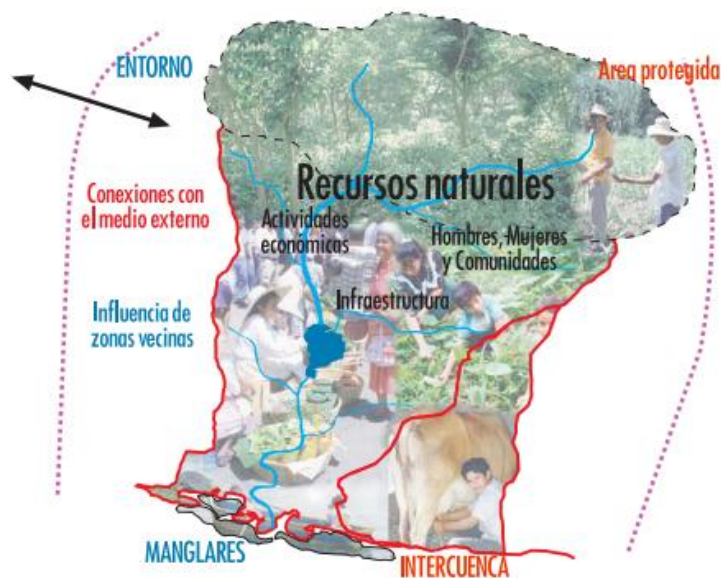 ENTORNO
Area protegida
Recursos naturales
Conexiones con
el medio externo
Actividades
económicas
Hombres, Mujeres
y Comunidades
Influencia de
zonas vecinas
Infraestructura
MANGLARES
INTERCUENCA